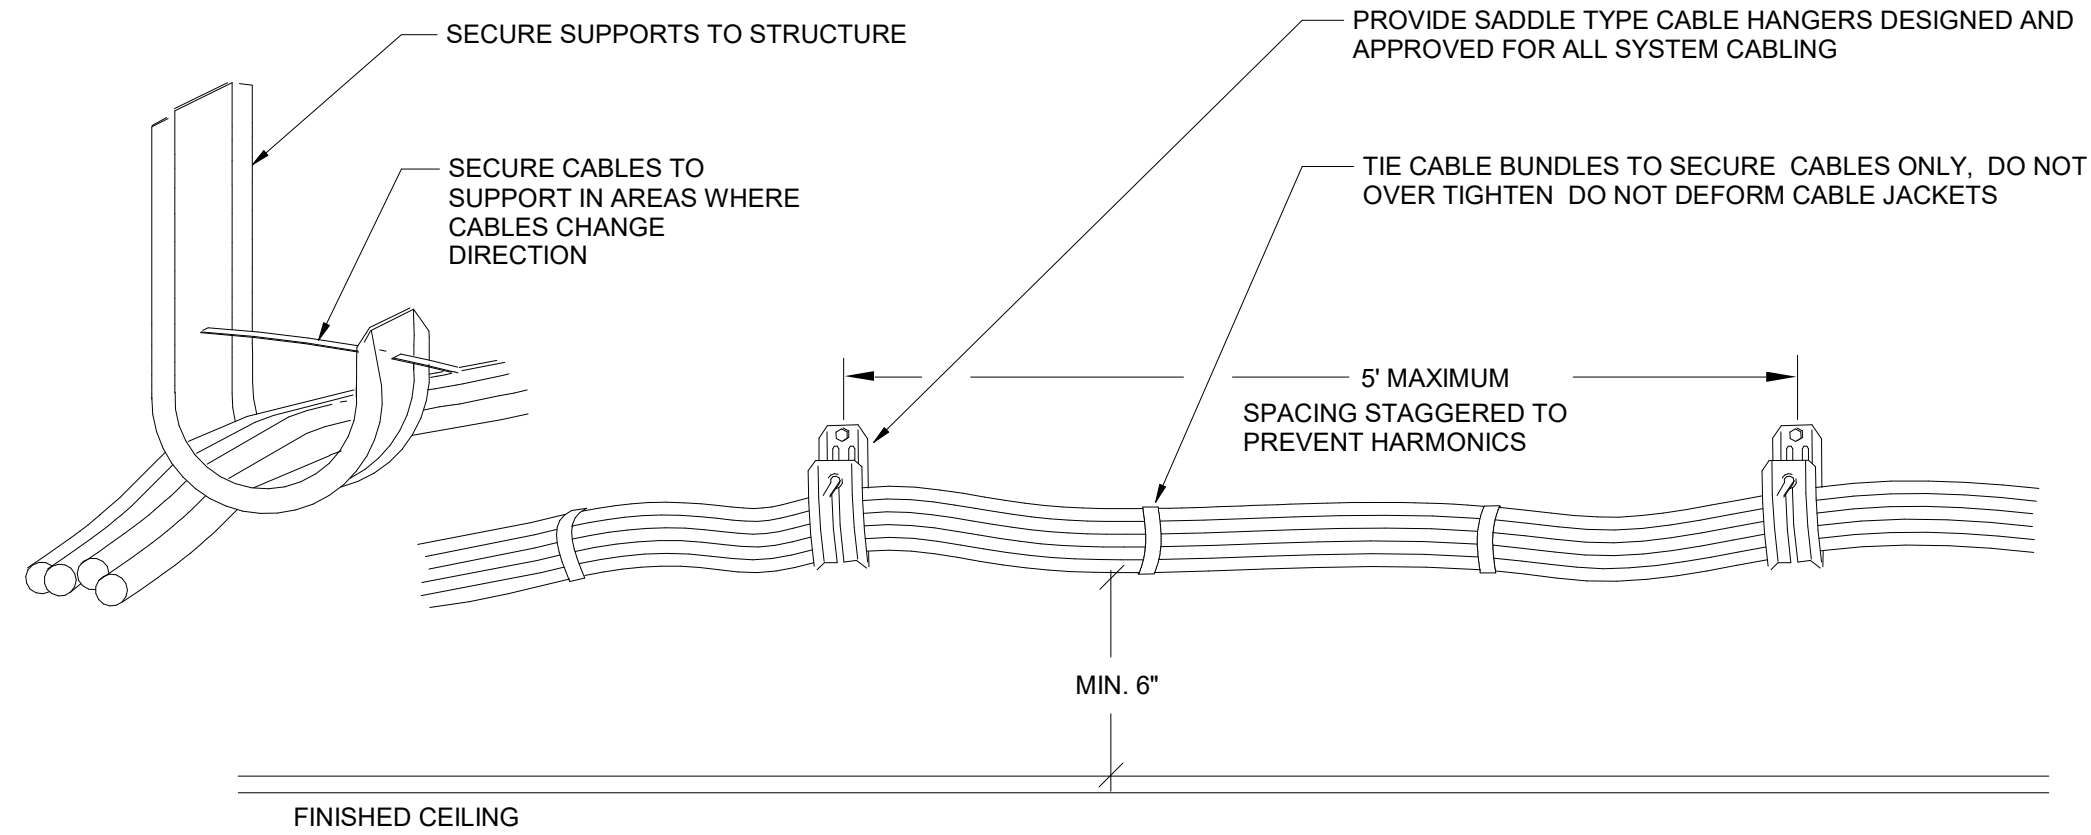 SECURE SUPPORTS TO STRUCTURE
PROVIDE SADDLE TYPE CABLE HANGERS DESIGNED AND
APPROVED FOR ALL SYSTEM CABLING
SECURE CABLES TO
SUPPORT IN AREAS WHERE
CABLES CHANGE
DIRECTION
TIE CABLE BUNDLES TO SECURE  CABLES ONLY,  DO NOT
OVER TIGHTEN  DO NOT DEFORM CABLE JACKETS
5' MAXIMUM
SPACING STAGGERED TO
PREVENT HARMONICS
MIN. 6"
FINISHED CEILING